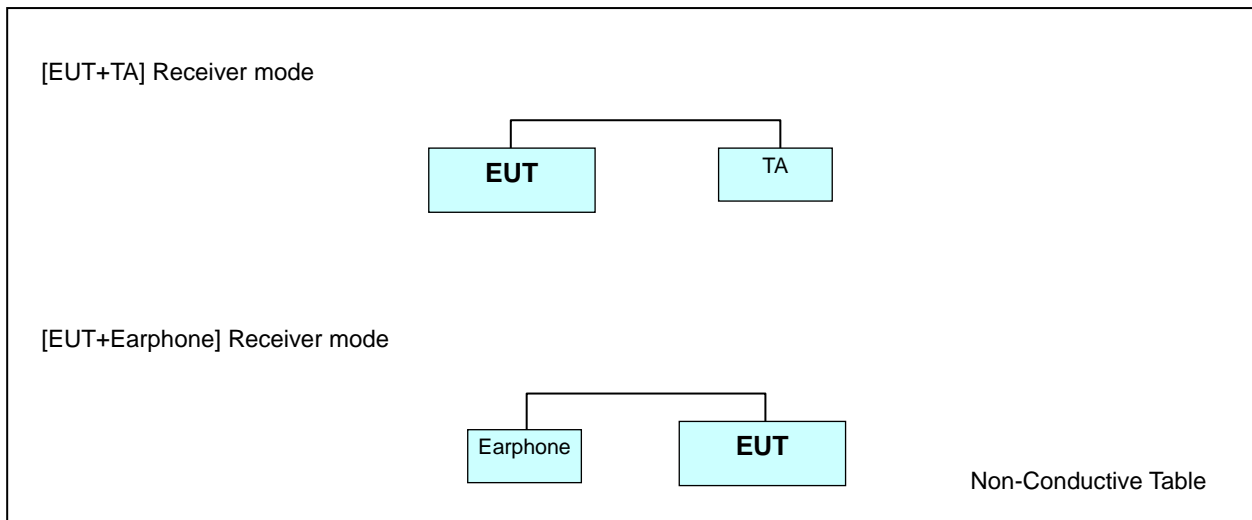 [EUT+TA] Receiver mode
EUT
TA
[EUT+Earphone] Receiver mode
Earphone
EUT
Non-Conductive Table